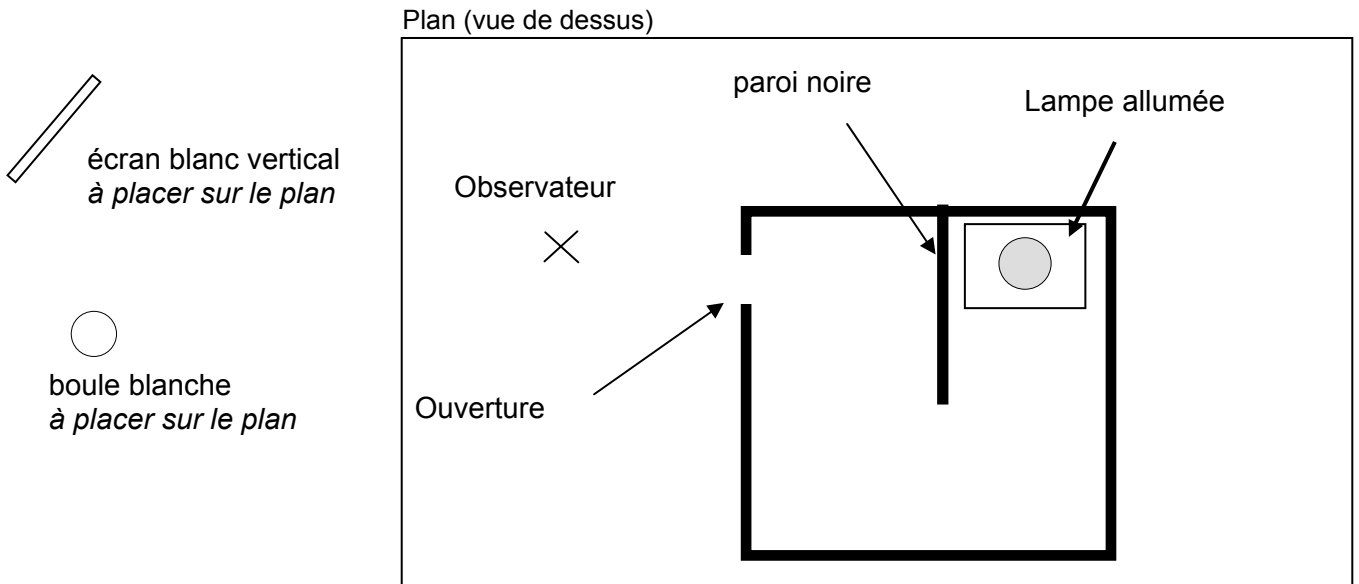 Plan (vue de dessus)
paroi noire
Lampe allumée
écran blanc vertical
à placer sur le plan
Observateur
boule blanche
à placer sur le plan
Ouverture